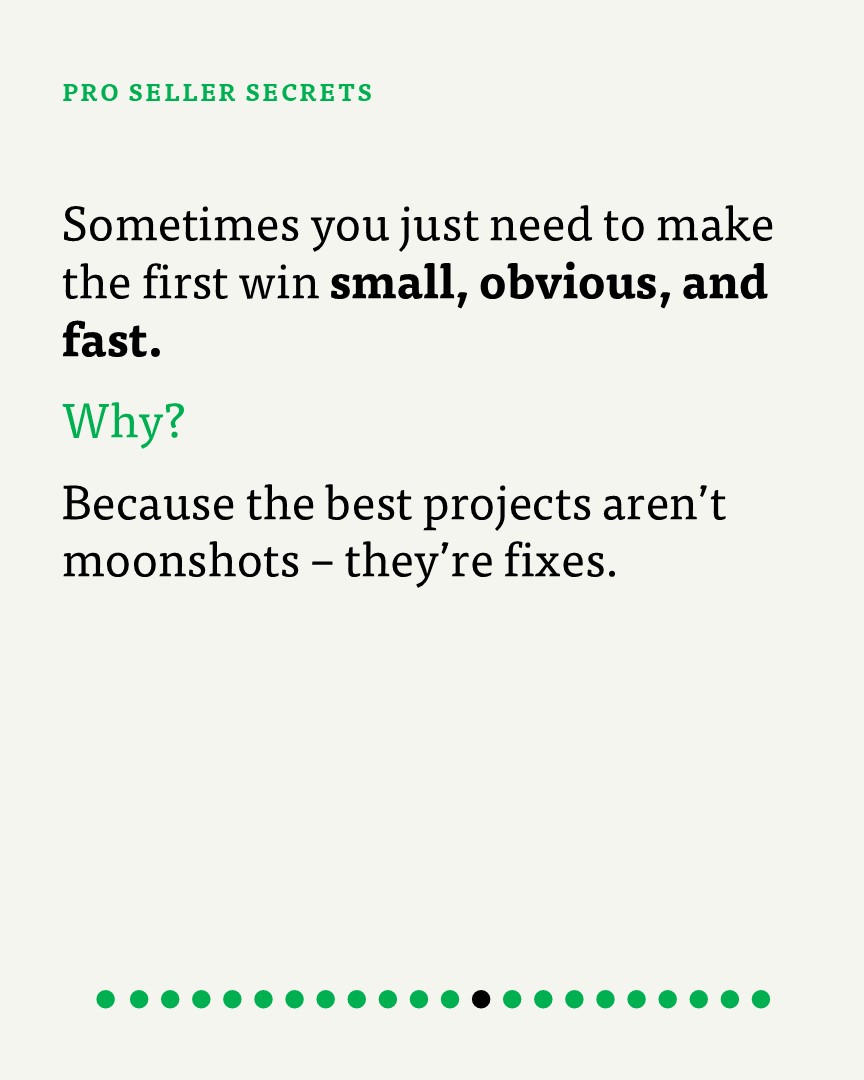 PRO SELLER SECRETS
Sometimes you just need to make
the first win small, obvious, and
fast.
Why?
Because the best projects aren’t
moonshots – they’re fixes.